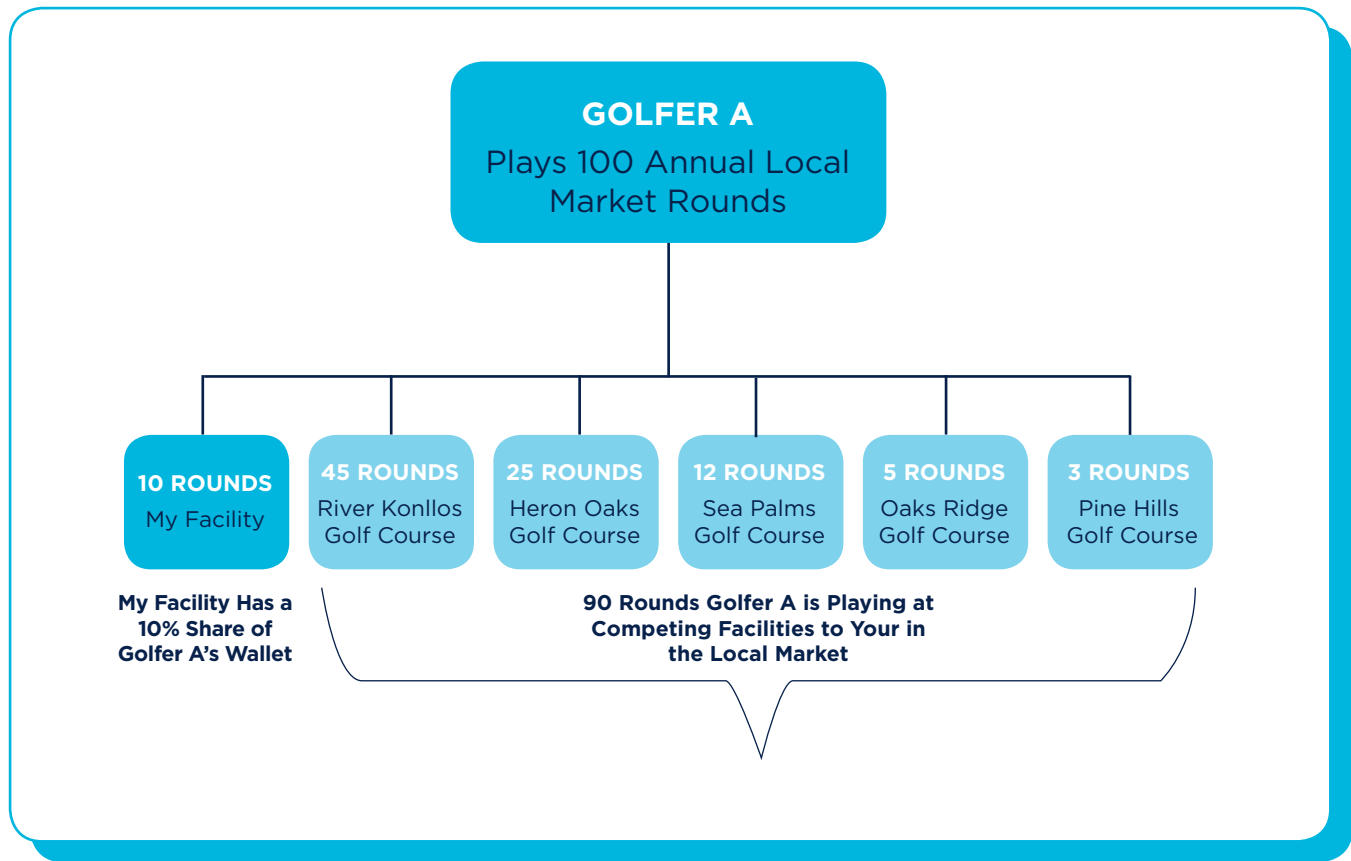 GOLFER A
Plays 100 Annual Local
Market Rounds
10 ROUNDS
My Facility
45 ROUNDS
River Konllos
Golf Course
25 ROUNDS
Heron Oaks
Golf Course
12 ROUNDS
Sea Palms
Golf Course
5 ROUNDS
Oaks Ridge
Golf Course
3 ROUNDS
Pine Hills
Golf Course
My Facility Has a
10% Share of
Golfer A's Wallet
90 Rounds Golfer A is Playing at
Competing Facilities to Your in
the Local Market